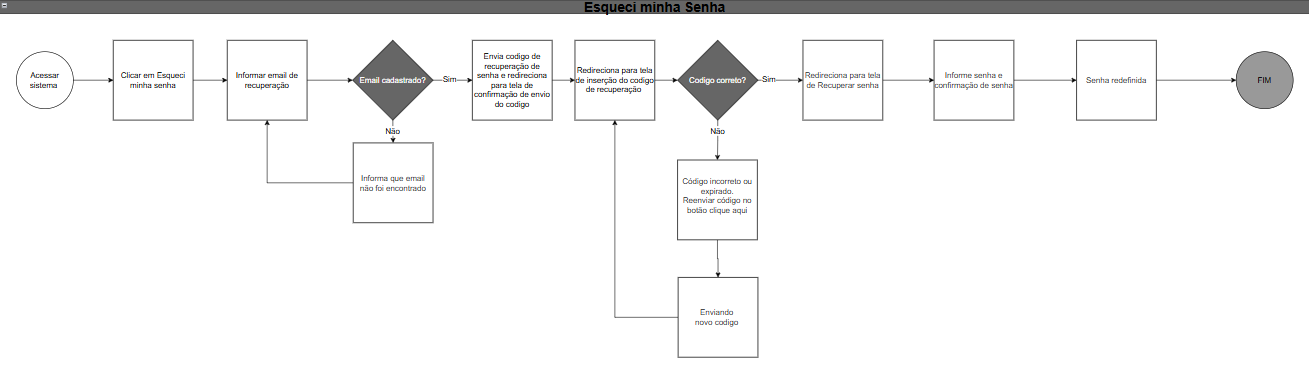 Esqueci minha Senha
Acessar
sistema
Clicar em Esqueci
minha senha
Informar email de
recuperação
Email cadastrado?
Sim
Envia codigo de
recuperação de
senha e redireciona
para tela de
confirmação de envio
do codigo
Redireciona para tela
de inserção do codigo
de recuperação
Codigo correto?
Sim
Redireciona para tela
de Recuperar senha
Informe senha e
confirmação de senha
Senha redefinida
FIM
Não
Informa que email
não foi encontrado
Não
Código incorreto ou
expirado.
Reenviar código no
botão clique aqui
Enviando
novo codigo